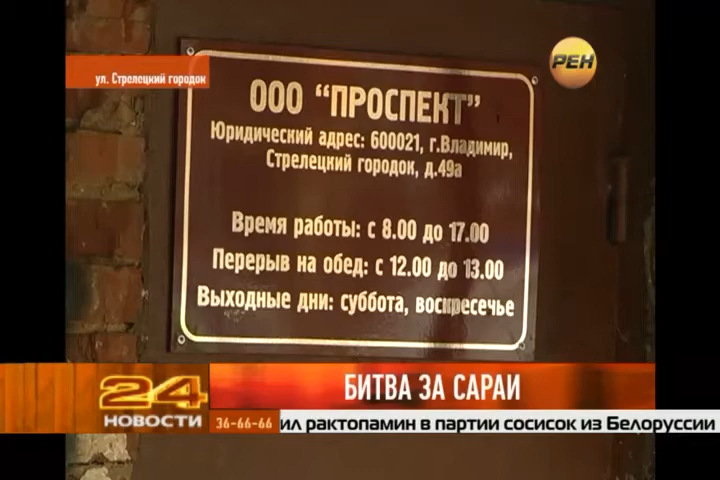 ул. Стрелецкий городок
РЕН
ООО "ПРОСПЕКТ"
Юридический адрес: 600021, г.Владимир,
Стрелецкий городок, д.49а
Время работы: с 8.00 до 17.00
Перерыв на обед: с 12.00 до 13.00
Выходные дни: суббота, воскресечье
24
НОВОСТИ
БИТВА ЗА САРАИ
36-66-66
ил рактопамин в партии сосисок из Белоруссии